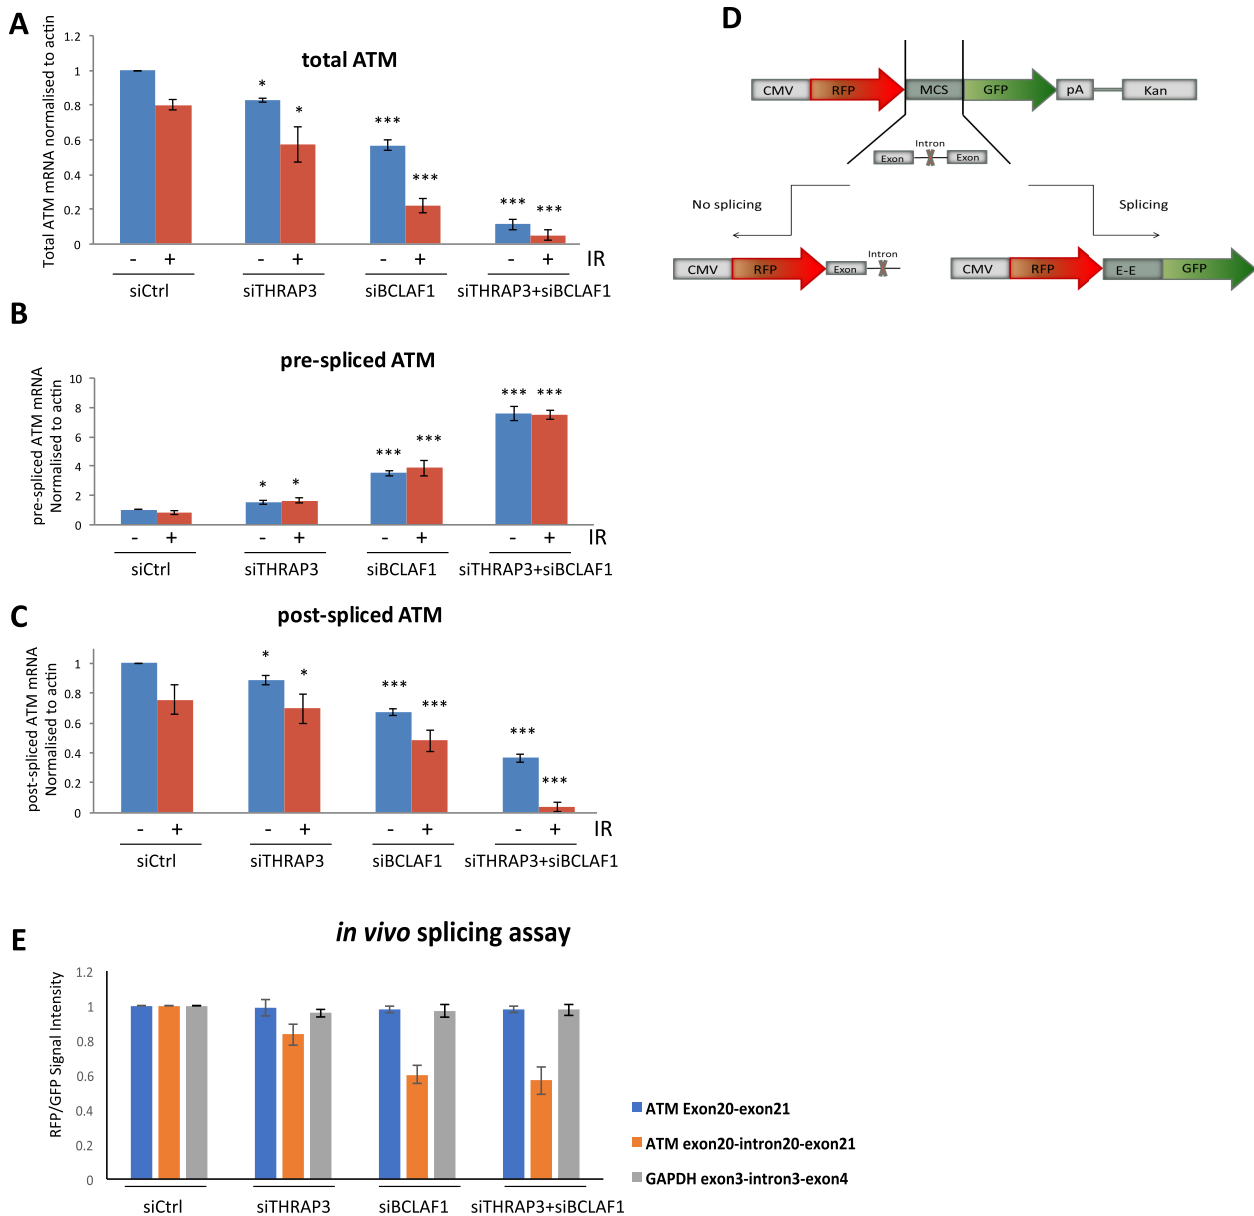 A
total ATM
Total ATM mRNA normalised to actin
1.2
1
0.8
0.6
0.4
0.2
0
*
*
***
***
***
***
- + - + - + - + IR
siCtrl siTHRAP3 siBCLAF1 siTHRAP3+siBCLAF1
B
pre-spliced ATM
pre-spliced ATM mRNA
Normalised to actin
10
8
6
4
2
0
*
*
***
***
***
***
- + - + - + - + IR
siCtrl siTHRAP3 siBCLAF1 siTHRAP3+siBCLAF1
C
post-spliced ATM
post-spliced ATM mRNA
Normalised to actin
1
0.8
0.6
0.4
0.2
0
*
*
***
***
***
***
- + - + - + - + IR
siCtrl siTHRAP3 siBCLAF1 siTHRAP3+siBCLAF1
D
CMV RFP MCS GFP pA Kan
Intron
Exon Exon
No splicing Splicing
Intron
CMV RFP Exon
CMV RFP E-E GFP
E
in vivo splicing assay
RFP/GFP Signal Intensity
1.2
1
0.8
0.6
0.4
0.2
0
siCtrl siTHRAP3 siBCLAF1 siTHRAP3+siBCLAF1
ATM Exon20-exon21
ATM exon20-intron20-exon21
GAPDH exon3-intron3-exon4